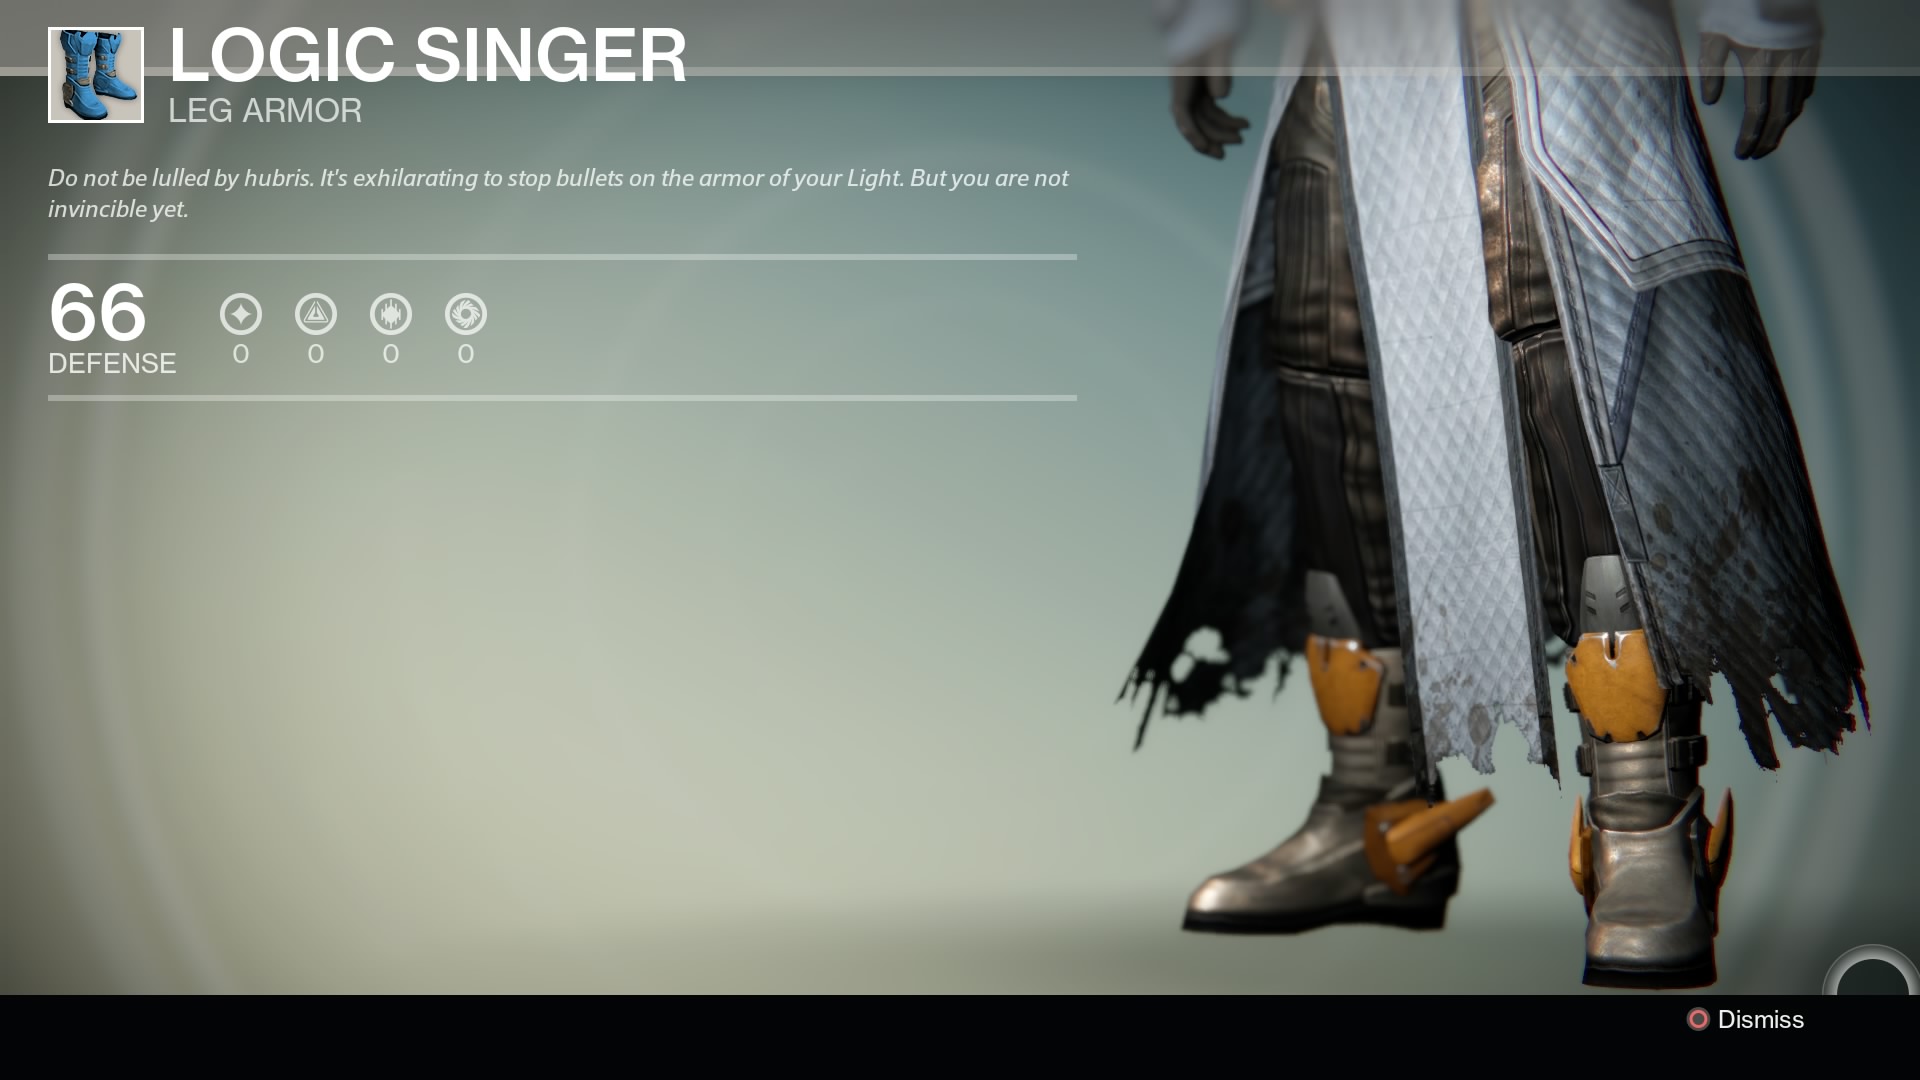 LOGIC SINGER
LEG ARMOR
Do not be lulled by hubris. It's exhilarating to stop bullets on the armor of your Light. But you are not
invincible yet.
66
DEFENSE
0 0 0 0
Dismiss